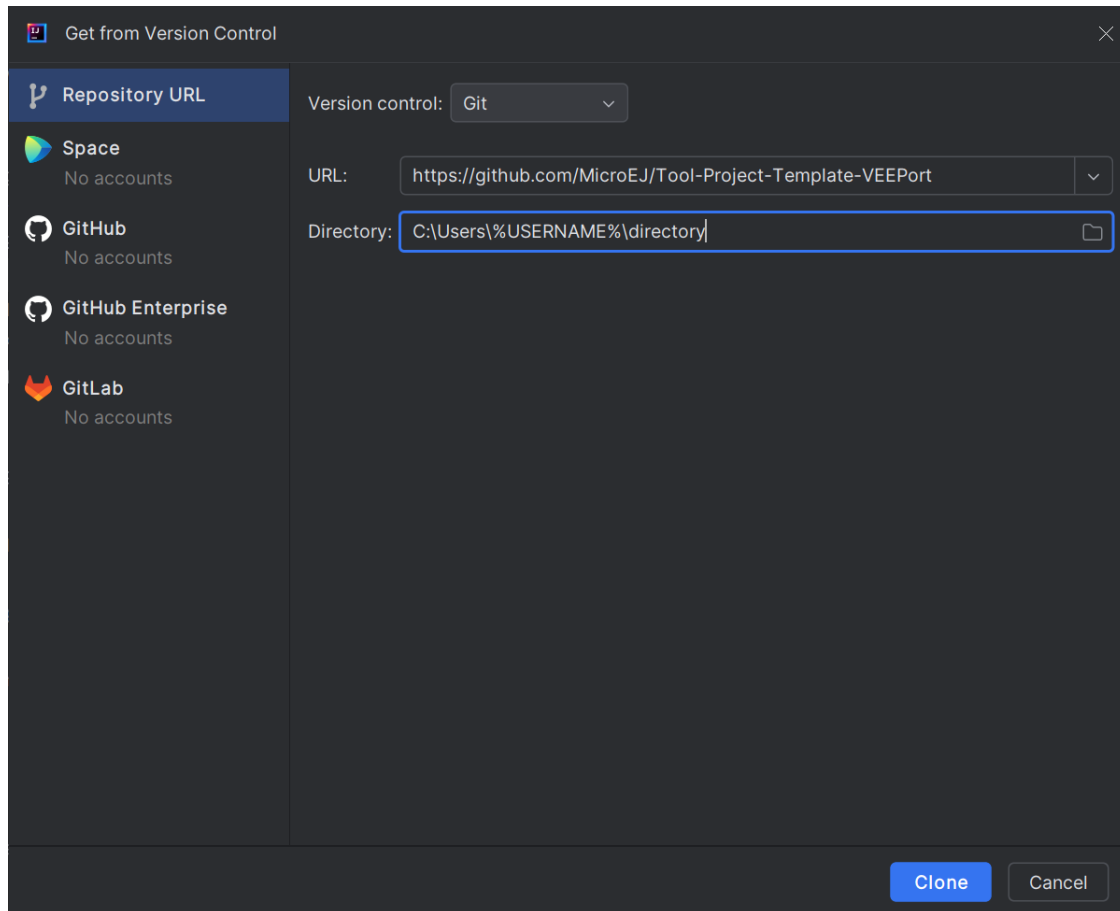 Get from Version Control
Repository URL
Space
No accounts
GitHub
No accounts
GitHub Enterprise
No accounts
GitLab
No accounts
Version control: Git
URL: https://github.com/MicroEJ/Tool-Project-Template-VEEPort
Directory: C:\Users\%USERNAME%\directory
Clone Cancel